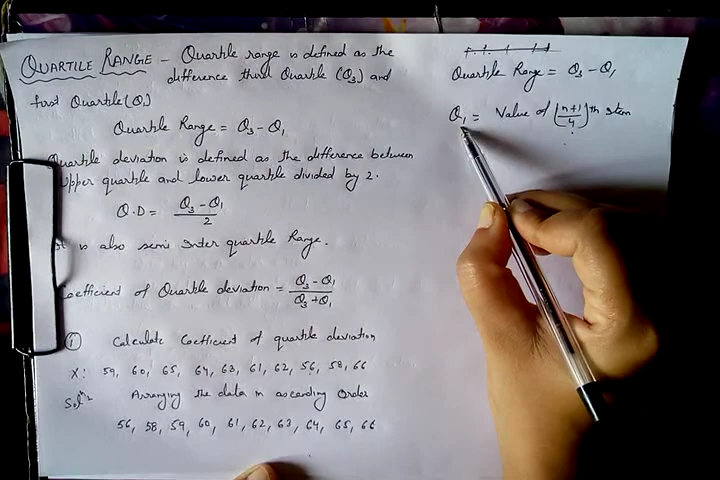 QUARTILE RANGE - Quartile range is defined as the
difference third Quartile (Q3) and
first Quartile (Q1)
Quartile Range = Q3 - Q1
Quartile deviation is defined as the difference between
Upper quartile and lower quartile divided by 2.
Q.D = Q3 - Q1 / 2
It is also semi Inter quartile Range.
Coefficient of Quartile deviation = Q3 - Q1 / Q3 + Q1
① Calculate Coefficient of quartile deviation
X: 59, 60, 65, 64, 63, 61, 62, 56, 58, 66
Solⁿ Arranging the data in ascending Order
56, 58, 59, 60, 61, 62, 63, 64, 65, 66
Quartile Range = Q3 - Q1
Q1 = Value of (n+1 / 4)th item